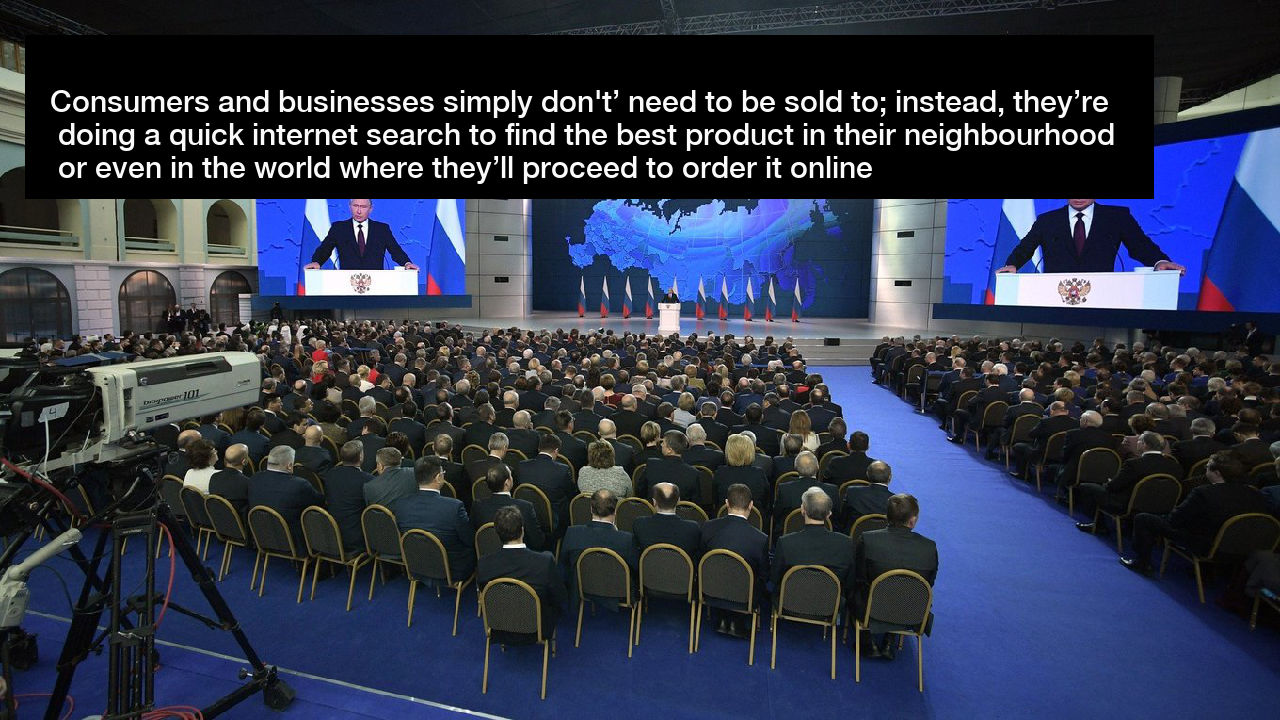 Consumers and businesses simply don't’ need to be sold to; instead, they’re
doing a quick internet search to find the best product in their neighbourhood
or even in the world where they’ll proceed to order it online
101
4